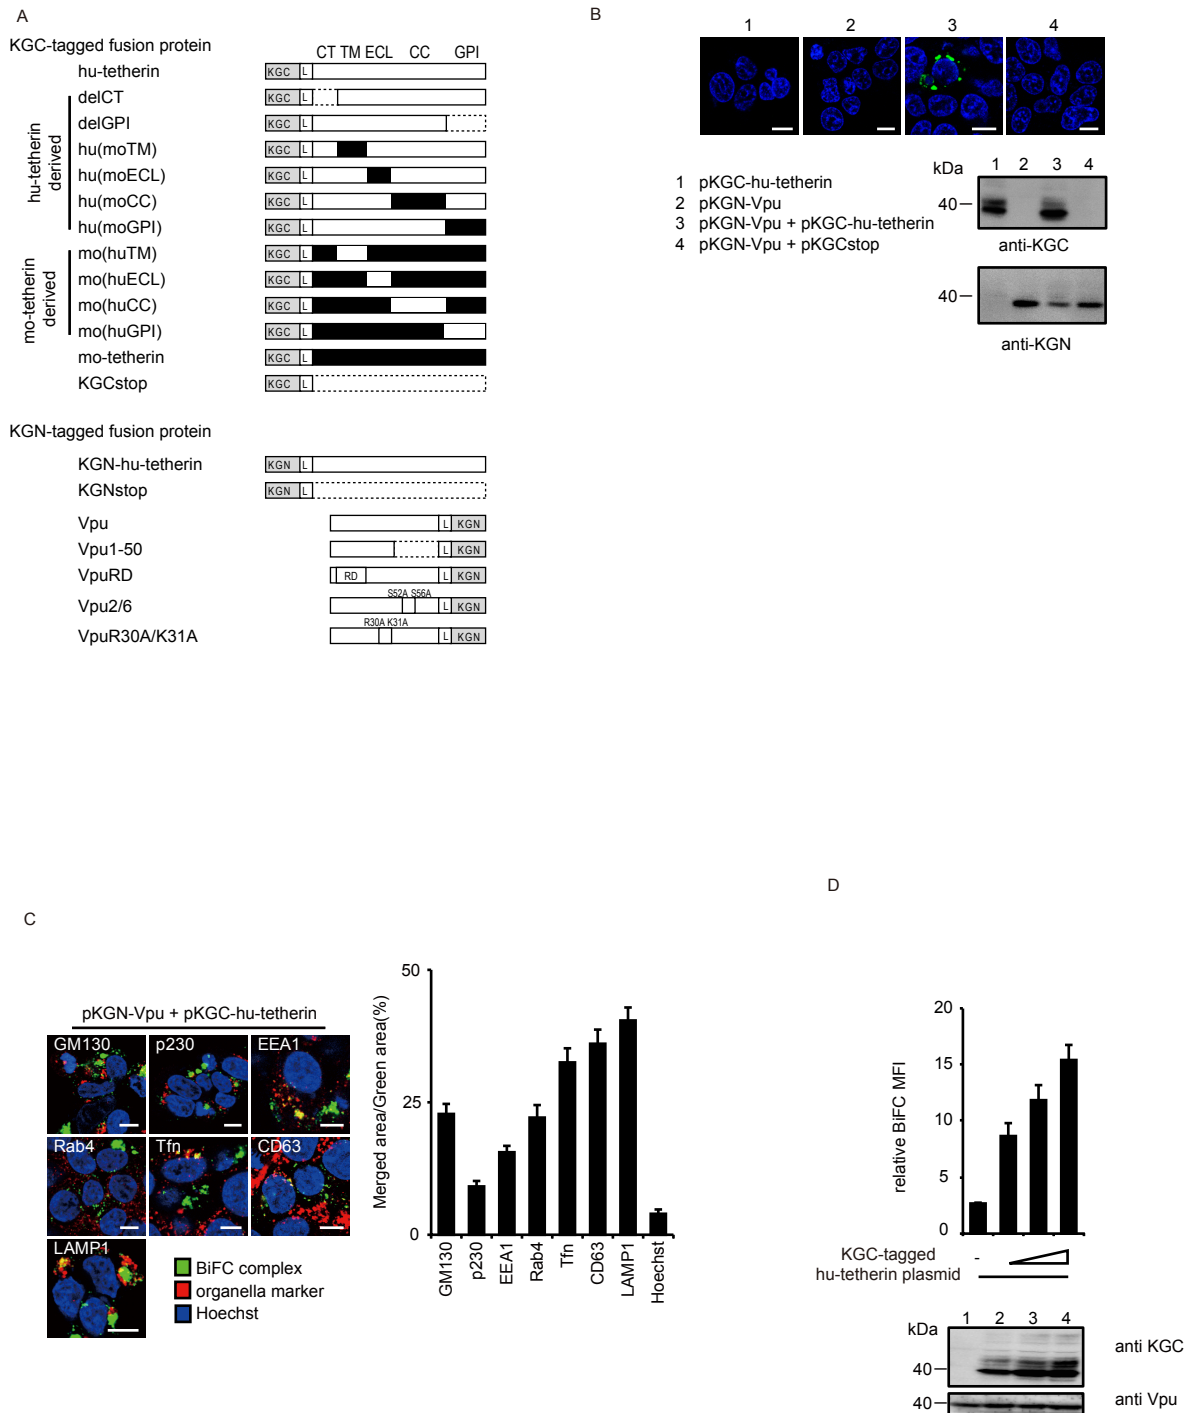 A
KGC-tagged fusion protein
CT TM ECL CC GPI
hu-tetherin KGC L
delCT KGC L
delGPI KGC L
hu(moTM) KGC L
hu(moECL) KGC L
hu(moCC) KGC L
hu(moGPI) KGC L
hu-tetherin derived
mo(huTM) KGC L
mo(huECL) KGC L
mo(huCC) KGC L
mo(huGPI) KGC L
mo-tetherin derived
mo-tetherin KGC L
KGCstop KGC L
KGN-tagged fusion protein
KGN-hu-tetherin KGN L
KGNstop KGN L
Vpu L KGN
Vpu1-50 L KGN
VpuRD RD L KGN
S52A S56A
Vpu2/6 L KGN
R30A K31A
VpuR30A/K31A L KGN
B
1 2 3 4
1 pKGC-hu-tetherin
2 pKGN-Vpu
3 pKGN-Vpu + pKGC-hu-tetherin
4 pKGN-Vpu + pKGCstop
kDa 1 2 3 4
40
anti-KGC
40
anti-KGN
C
pKGN-Vpu + pKGC-hu-tetherin
GM130 p230 EEA1
Rab4 Tfn CD63
LAMP1
BiFC complex
organella marker
Hoechst
Merged area/Green area(%)
50
25
0
GM130 p230 EEA1 Rab4 Tfn CD63 LAMP1 Hoechst
D
relative BiFC MFI
20
15
10
5
0
KGC-tagged
hu-tetherin plasmid
-
kDa 1 2 3 4
40
anti KGC
40
anti Vpu